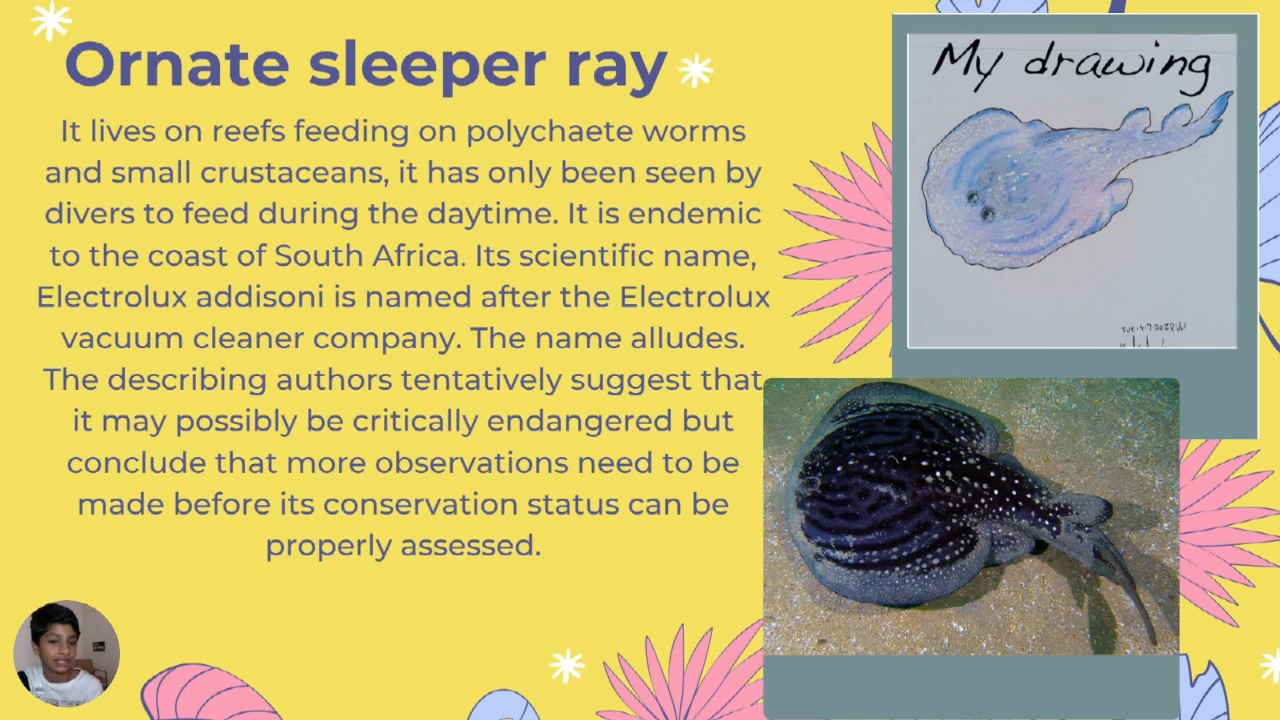 Ornate sleeper ray
It lives on reefs feeding on polychaete worms
and small crustaceans, it has only been seen by
divers to feed during the daytime. It is endemic
to the coast of South Africa. Its scientific name,
Electrolux addisoni is named after the Electrolux
vacuum cleaner company. The name alludes.
The describing authors tentatively suggest that
it may possibly be critically endangered but
conclude that more observations need to be
made before its conservation status can be
properly assessed.
My drawing